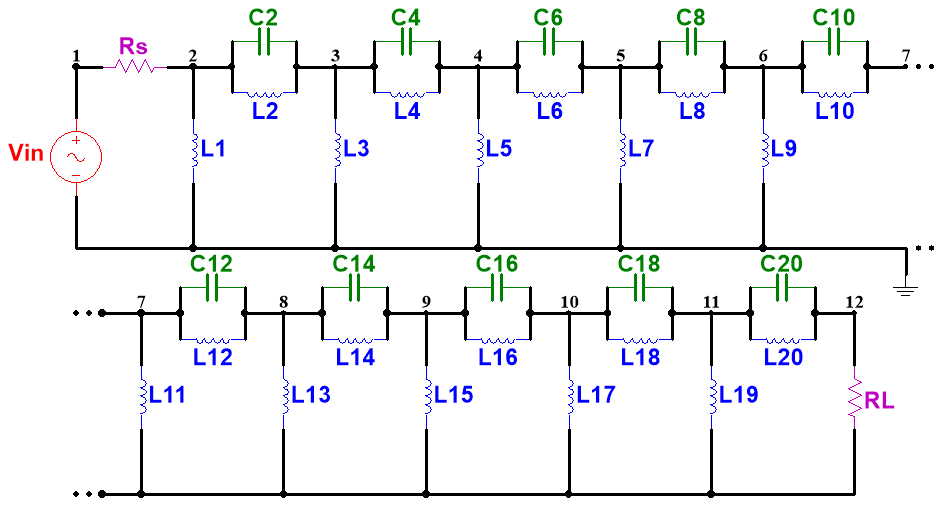 C2 C4 C6 C8 C10
1 Rs 2 3 4 5 6 7
L2 L4 L6 L8 L10
Vin + − L1 L3 L5 L7 L9
C12 C14 C16 C18 C20
7 8 9 10 11 12
L12 L14 L16 L18 L20
L11 L13 L15 L17 L19 RL